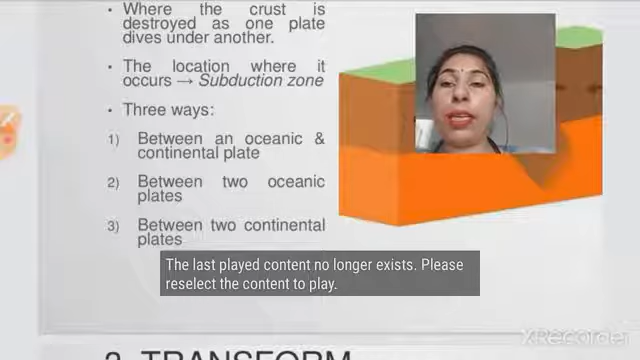 • Where the crust is
destroyed as one plate
dives under another.
• The location where it
occurs → Subduction zone
• Three ways:
1) Between an oceanic &
continental plate
2) Between two oceanic
plates
3) Between two continental
plates
The last played content no longer exists. Please
reselect the content to play.
2. TRANSFORM
XRecorder